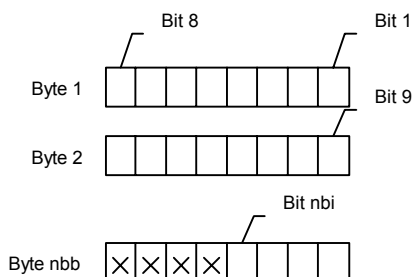 Bit 8
Bit 1
Byte 1
Bit 9
Byte 2
Bit nbi
Byte nbb